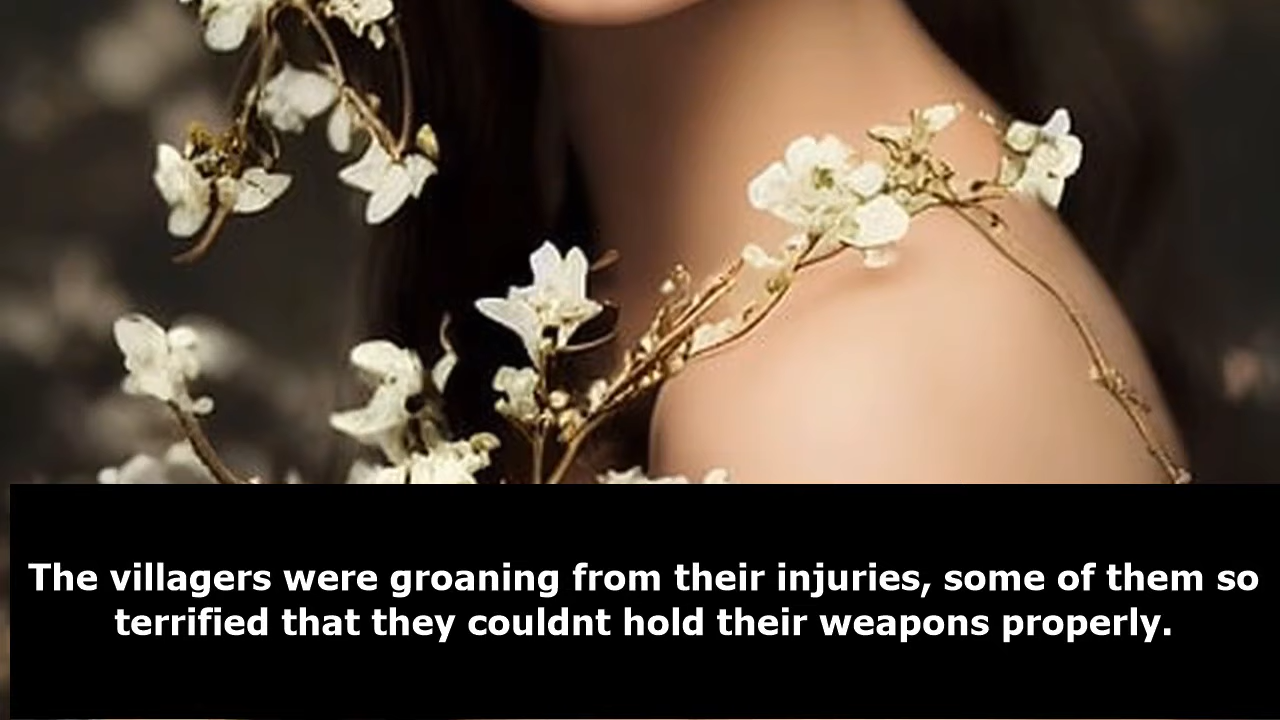 The villagers were groaning from their injuries, some of them so
terrified that they couldnt hold their weapons properly.